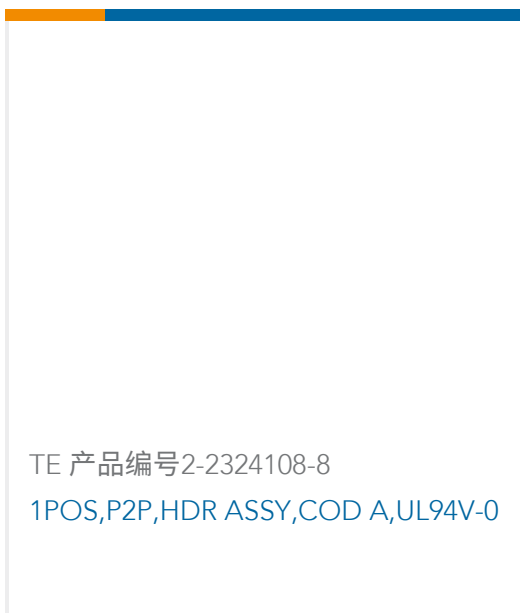 TE 产品编号2-2324108-8
1POS,P2P,HDR ASSY,COD A,UL94V-0